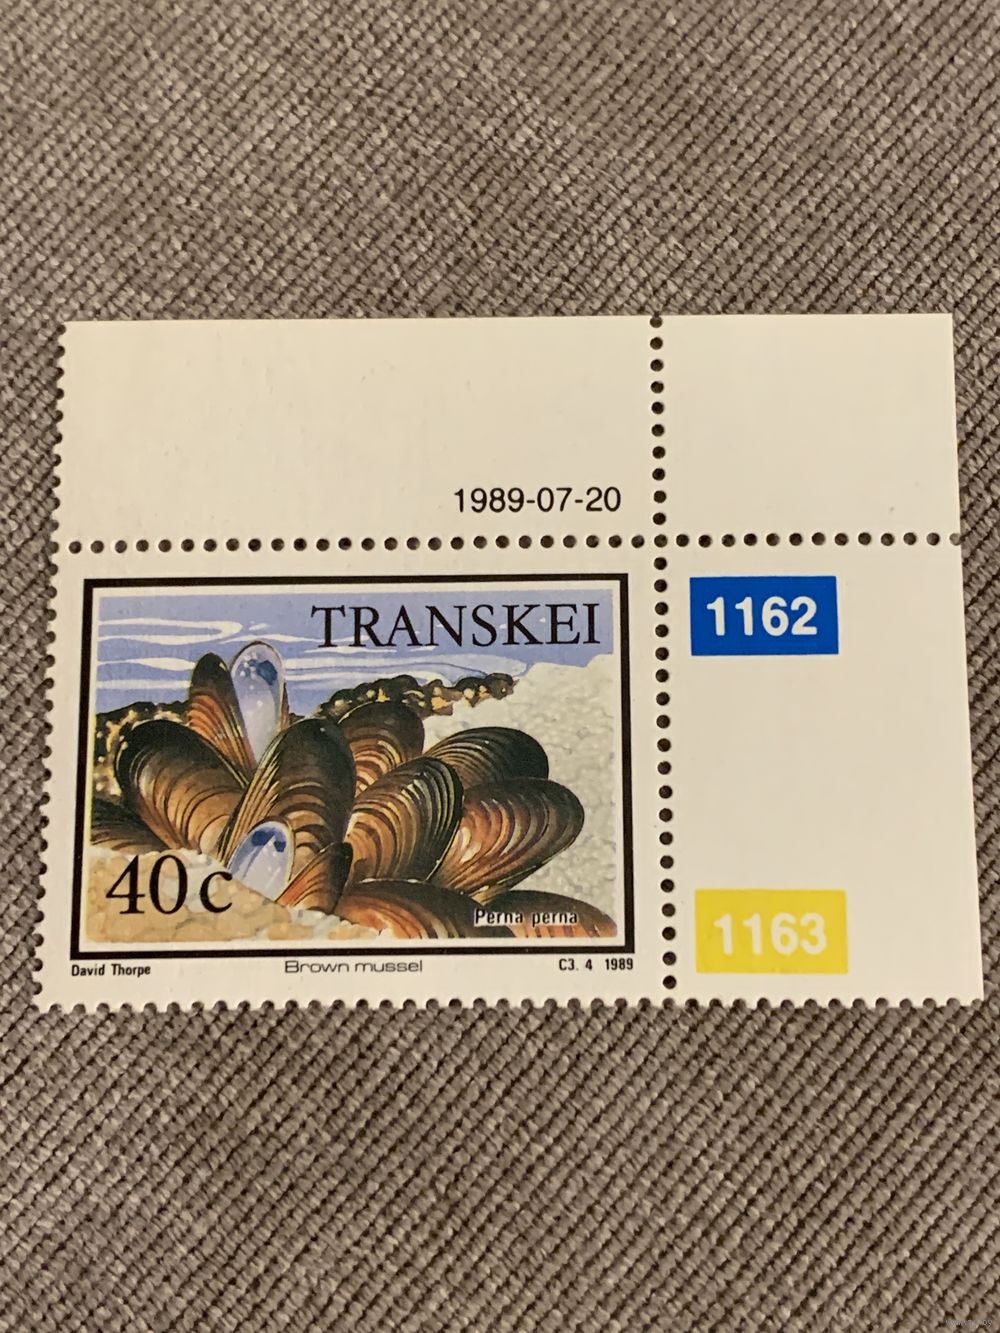 1989-07-20
TRANSKEI
1162
40c
Perna perna
1163
David Thorpe Brown mussel C3. 4 1989